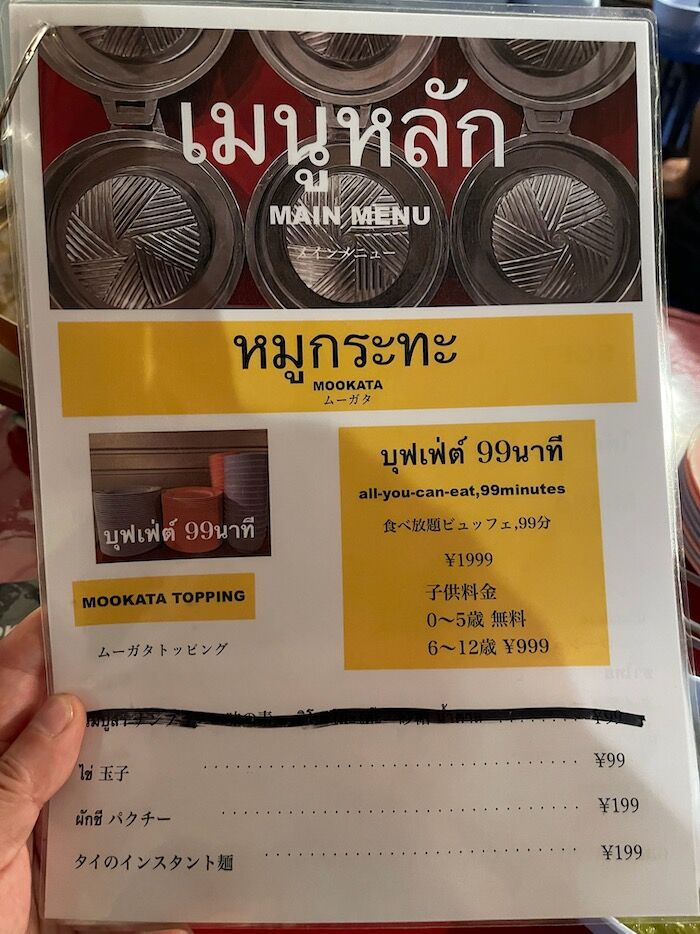 เมนูหลัก
MAIN MENU
メインメニュー
หมูกระทะ
MOOKATA
ムーガタ
บุฟเฟ่ต์ 99นาที
บุฟเฟ่ต์ 99นาที
all-you-can-eat,99minutes
食べ放題ビュッフェ,99分
¥1999
子供料金
0〜5歳 無料
6〜12歳 ¥999
MOOKATA TOPPING
ムーガタトッピング
¥99
ไข่ 玉子 ¥99
ผักชี パクチー ¥199
タイのインスタント麺 ¥199